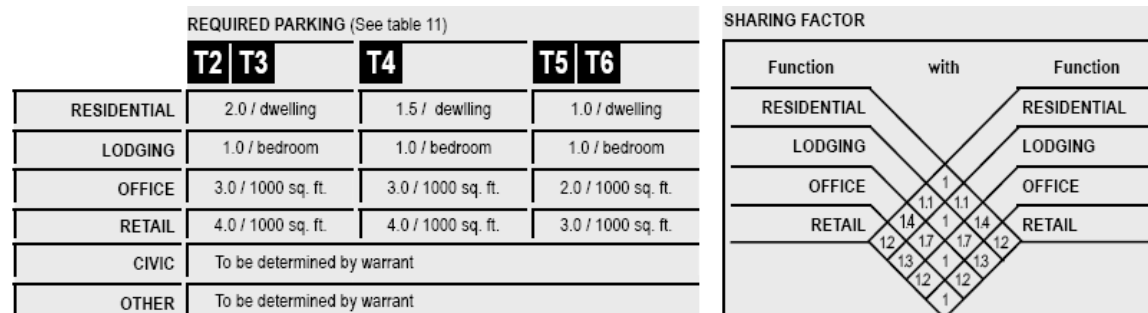 REQUIRED PARKING (See table 11)
T2 T3 T4 T5 T6
RESIDENTIAL 2.0 / dwelling 1.5 / dewlling 1.0 / dwelling
LODGING 1.0 / bedroom 1.0 / bedroom 1.0 / bedroom
OFFICE 3.0 / 1000 sq. ft. 3.0 / 1000 sq. ft. 2.0 / 1000 sq. ft.
RETAIL 4.0 / 1000 sq. ft. 4.0 / 1000 sq. ft. 3.0 / 1000 sq. ft.
CIVIC To be determined by warrant
OTHER To be determined by warrant
SHARING FACTOR
Function with Function
RESIDENTIAL RESIDENTIAL
LODGING LODGING
OFFICE 1 OFFICE
1.1 1.1
RETAIL 1.4 1 1.4 RETAIL
1.2 1.7 1.7 1.2
1.3 1 1.3
1.2 1.2
1